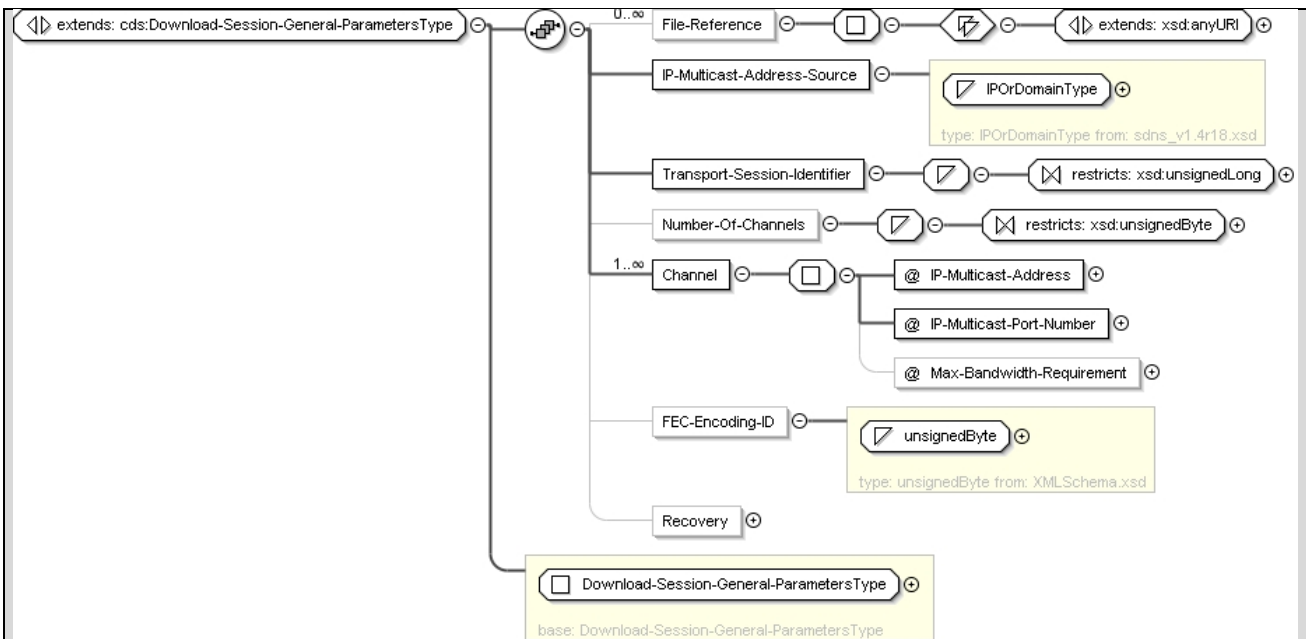 extends: cds:Download-Session-General-ParametersType
0..∞
File-Reference
extends: xsd:anyURI
IP-Multicast-Address-Source
IPOrDomainType
type: IPOrDomainType from: sdns_v1.4r18.xsd
Transport-Session-Identifier
restricts: xsd:unsignedLong
Number-Of-Channels
restricts: xsd:unsignedByte
1..∞
Channel
@ IP-Multicast-Address
@ IP-Multicast-Port-Number
@ Max-Bandwidth-Requirement
FEC-Encoding-ID
unsignedByte
type: unsignedByte from: XMLSchema.xsd
Recovery
Download-Session-General-ParametersType
base: Download-Session-General-ParametersType